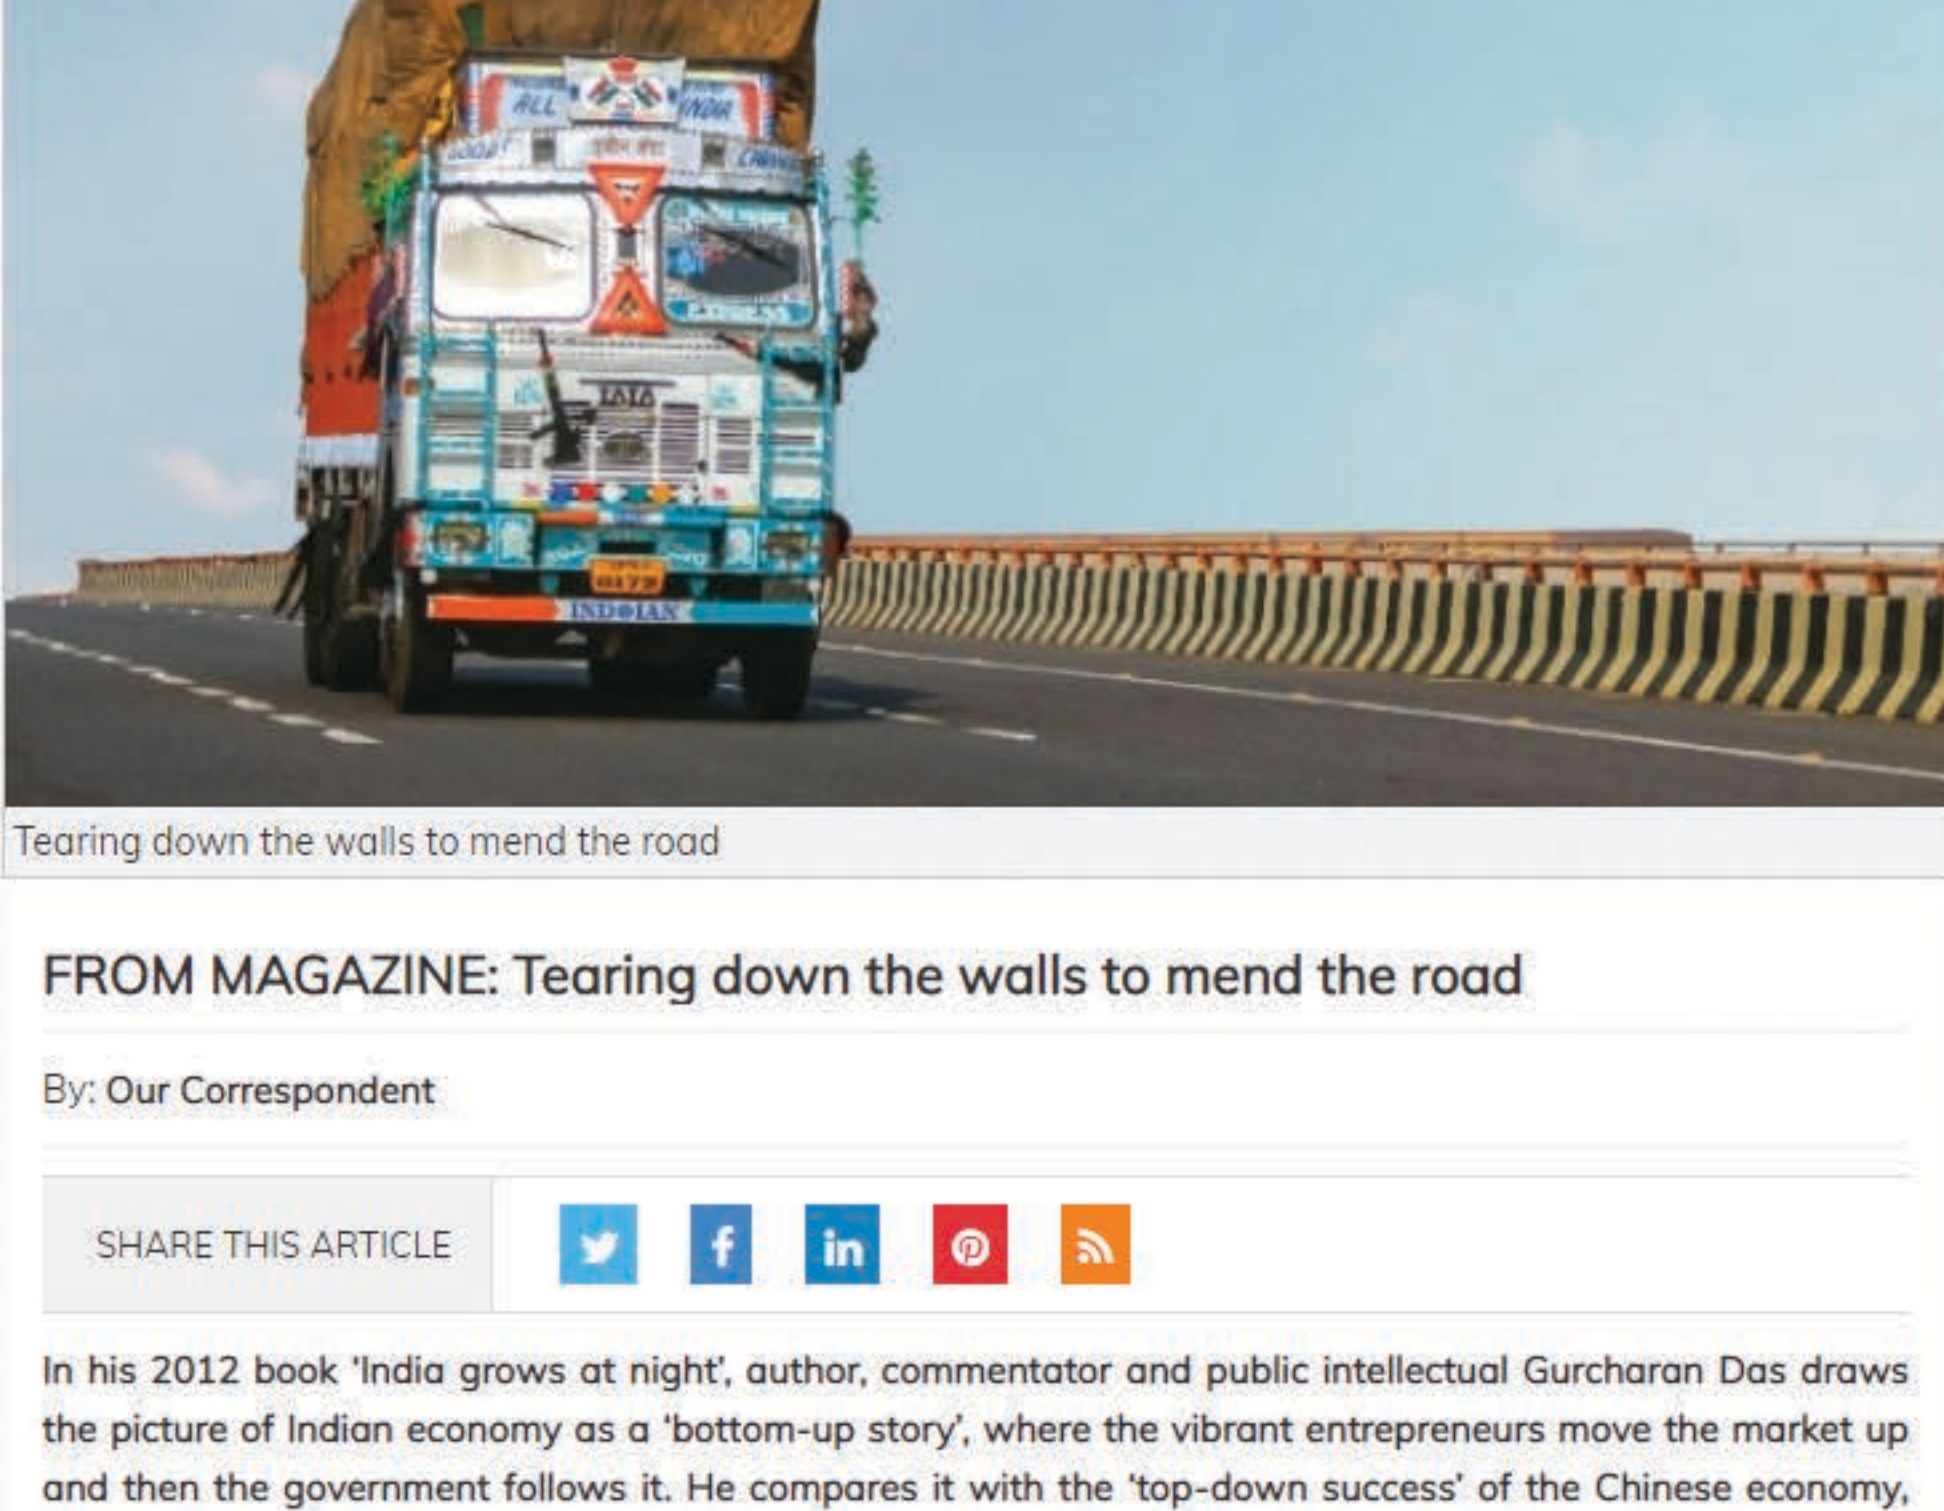 ALL INDIA
EXPRESS
TATA
INDIAN
Tearing down the walls to mend the road
FROM MAGAZINE: Tearing down the walls to mend the road
By: Our Correspondent
SHARE THIS ARTICLE
In his 2012 book ‘India grows at night’, author, commentator and public intellectual Gurcharan Das draws
the picture of Indian economy as a ‘bottom-up story’, where the vibrant entrepreneurs move the market up
and then the government follows it. He compares it with the ‘top-down success’ of the Chinese economy,